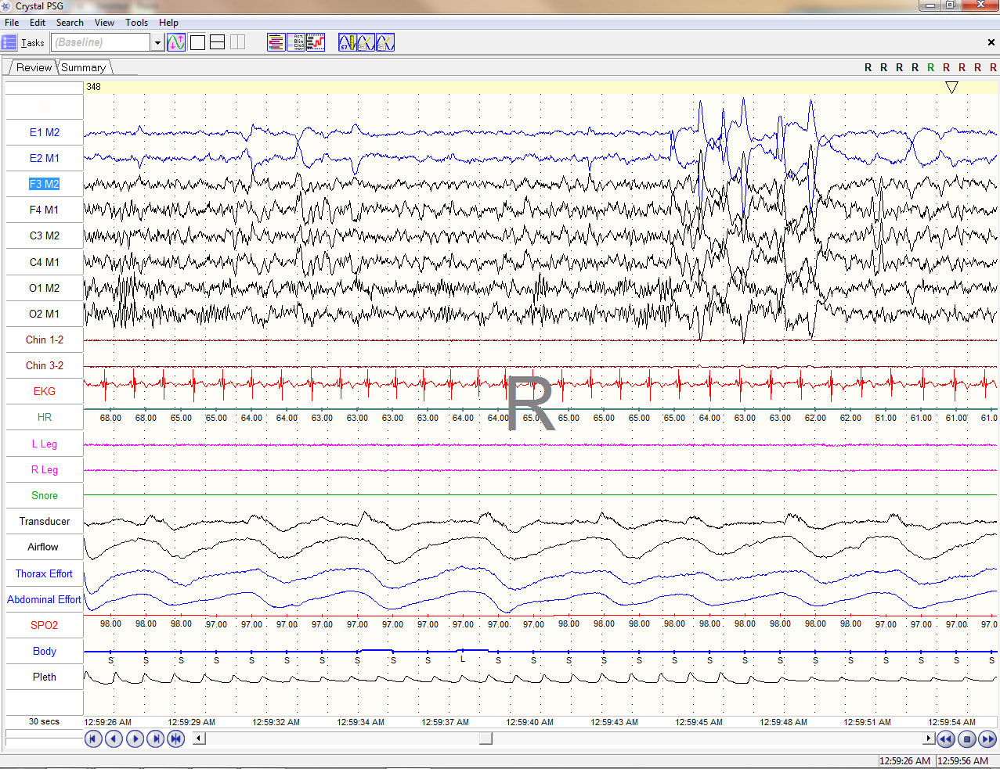 Crystal PSG
File Edit Search View Tools Help
Tasks (Baseline)
Review Summary R R R R R R R R R
348
E1 M2
E2 M1
F3 M2
F4 M1
C3 M2
C4 M1
O1 M2
O2 M1
Chin 1-2
Chin 3-2
EKG
R
HR 68.00 68.00 65.00 65.00 64.00 64.00 63.00 63.00 63.00 63.00 64.00 64.00 65.00 65.00 65.00 65.00 64.00 64.00 63.00 63.00 62.00 62.00 61.00 61.00 61.00 61.0
L Leg
R Leg
Snore
Transducer
Airflow
Thorax Effort
Abdominal Effort
SPO2 98.00 98.00 98.00 97.00 97.00 97.00 97.00 97.00 97.00 97.00 97.00 97.00 97.00 98.00 98.00 98.00 98.00 98.00 98.00 98.00 98.00 98.00 97.00 97.00 97.00 97.0
Body S S S S S S S S S S L S S S S S S S S S S S S S S S
Pleth
30 secs 12:59:26 AM 12:59:29 AM 12:59:32 AM 12:59:34 AM 12:59:37 AM 12:59:40 AM 12:59:43 AM 12:59:45 AM 12:59:48 AM 12:59:51 AM 12:59:54 AM
12:59:26 AM 12:59:56 AM